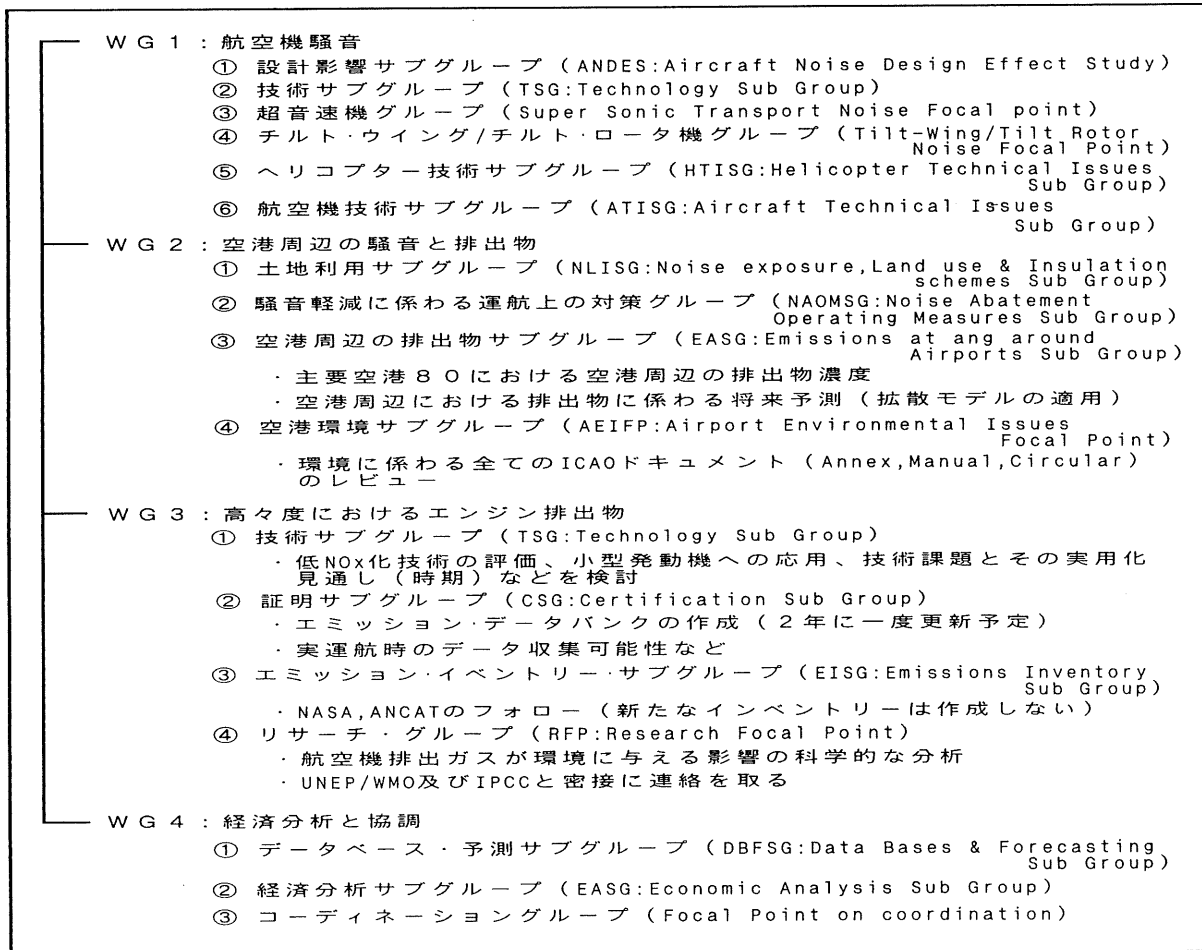 WG1：航空機騒音
① 設計影響サブグループ（ANDES:Aircraft Noise Design Effect Study）
② 技術サブグループ（TSG:Technology Sub Group）
③ 超音速機グループ（Super Sonic Transport Noise Focal point）
④ チルト・ウイング/チルト・ロータ機グループ（Tilt-Wing/Tilt Rotor
Noise Focal Point）
⑤ ヘリコプター技術サブグループ（HTISG:Helicopter Technical Issues
Sub Group）
⑥ 航空機技術サブグループ（ATISG:Aircraft Technical Issues
Sub Group）
WG2：空港周辺の騒音と排出物
① 土地利用サブグループ（NLISG:Noise exposure,Land use & Insulation
schemes Sub Group）
② 騒音軽減に係わる運航上の対策グループ（NAOMSG:Noise Abatement
Operating Measures Sub Group）
③ 空港周辺の排出物サブグループ（EASG:Emissions at ang around
Airports Sub Group）
・主要空港80における空港周辺の排出物濃度
・空港周辺における排出物に係わる将来予測（拡散モデルの適用）
④ 空港環境サブグループ（AEIFP:Airport Environmental Issues
Focal Point）
・環境に係わる全てのICAOドキュメント（Annex,Manual,Circular）
のレビュー
WG3：高々度におけるエンジン排出物
① 技術サブグループ（TSG:Technology Sub Group）
・低NOx化技術の評価、小型発動機への応用、技術課題とその実用化
見通し（時期）などを検討
② 証明サブグループ（CSG:Certification Sub Group）
・エミッション・データバンクの作成（2年に一度更新予定）
・実運航時のデータ収集可能性など
③ エミッション・イベントリー・サブグループ（EISG:Emissions Inventory
Sub Group）
・NASA,ANCATのフォロー（新たなインベントリーは作成しない）
④ リサーチ・グループ（RFP:Research Focal Point）
・航空機排出ガスが環境に与える影響の科学的な分析
・UNEP/WMO及びIPCCと密接に連絡を取る
WG4：経済分析と協調
① データベース・予測サブグループ（DBFSG:Data Bases & Forecasting
Sub Group）
② 経済分析サブグループ（EASG:Economic Analysis Sub Group）
③ コーディネーショングループ（Focal Point on coordination）